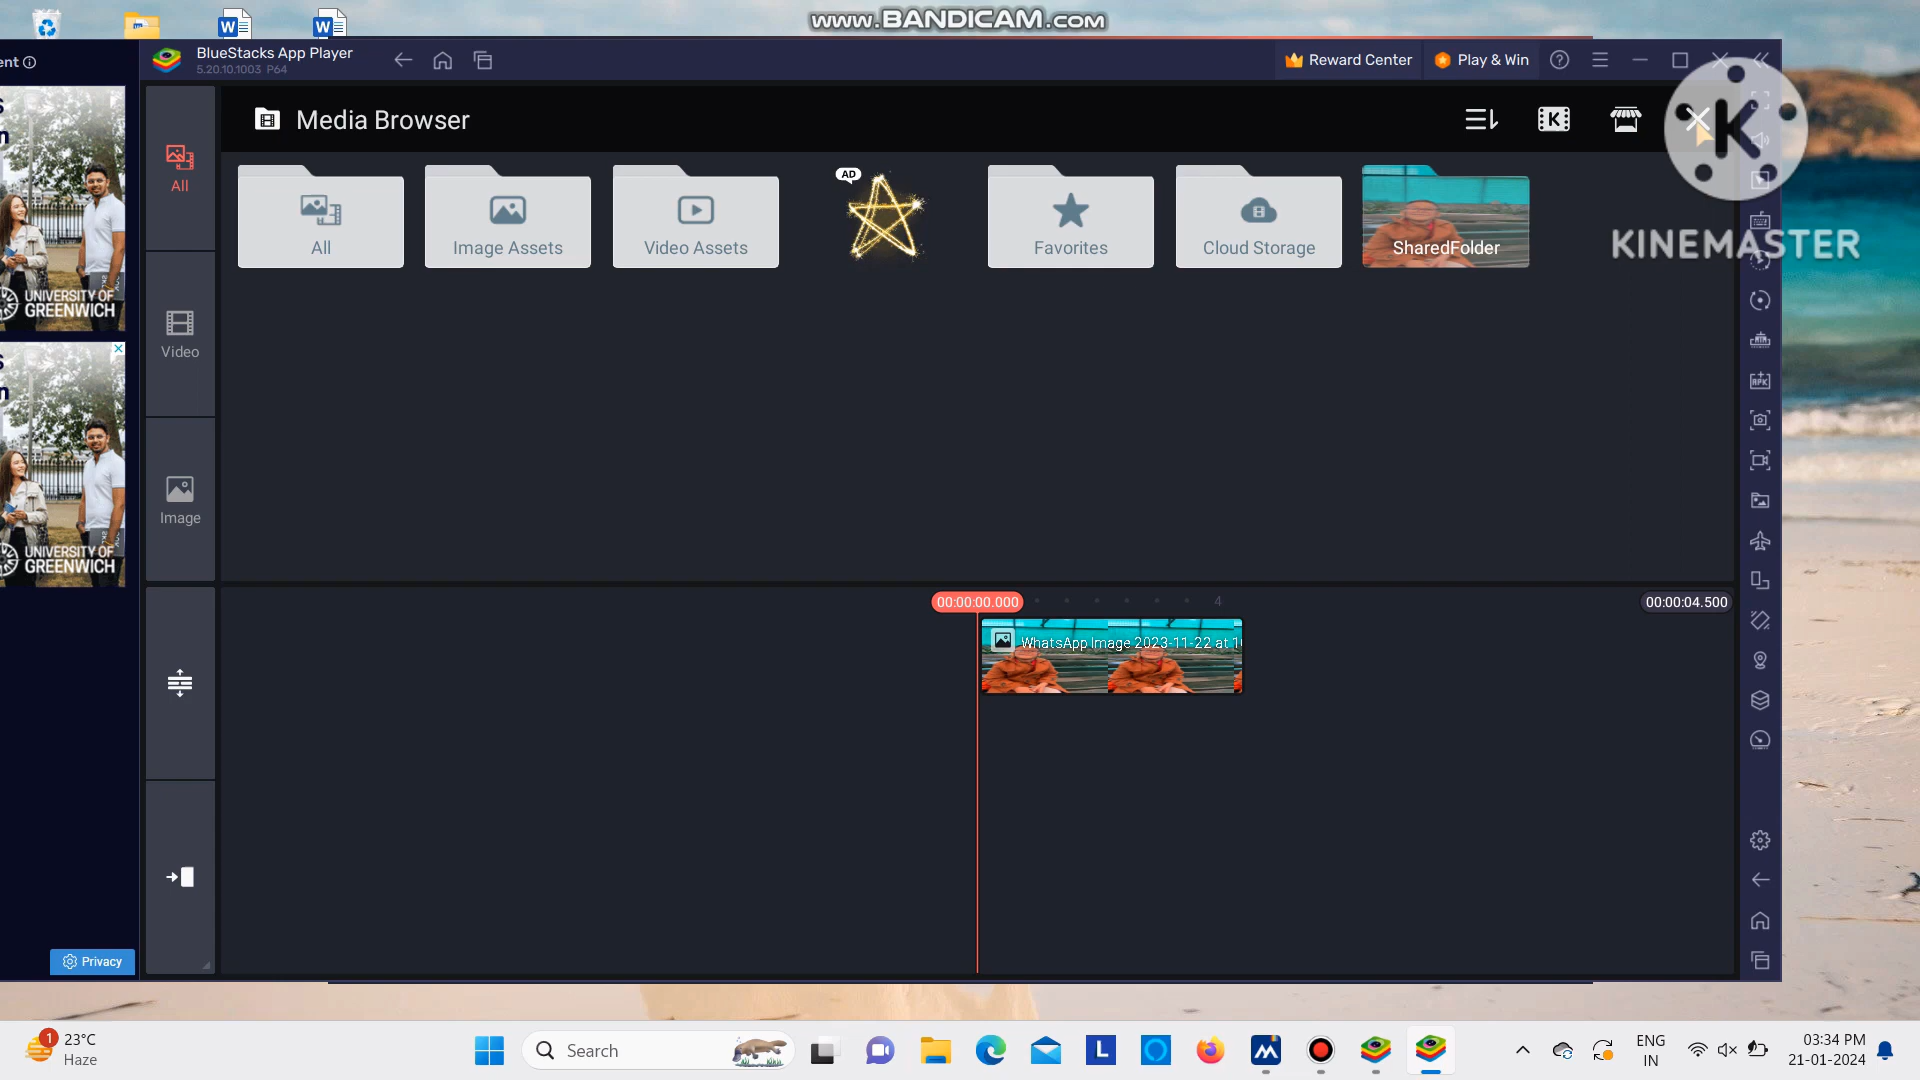 www.BANDICAM.com
BlueStacks App Player
5.20.10.1003 P64
Reward Center
Play & Win
ent
Media Browser
K
KINEMASTER
All
Video
Image
AD
All
Image Assets
Video Assets
Favorites
Cloud Storage
SharedFolder
UNIVERSITY OF
GREENWICH
UNIVERSITY OF
GREENWICH
00:00:00.000
4
00:00:04.500
WhatsApp Image 2023-11-22 at
APK
Privacy
1
23°C
Haze
Search
L
ENG
IN
03:34 PM
21-01-2024